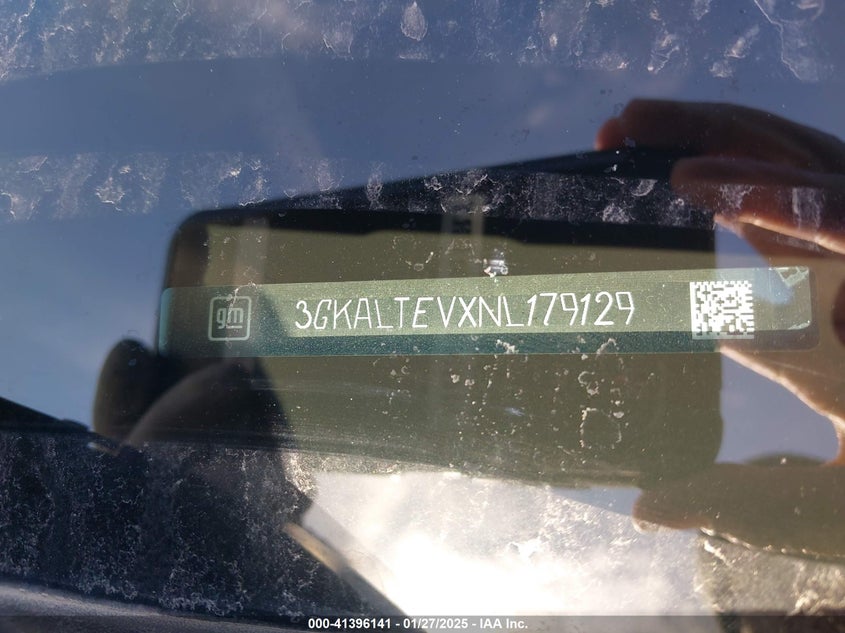 gm 3GKALTEVXNL179129
000-41396141 — 01/27/2025 — IAA Inc.